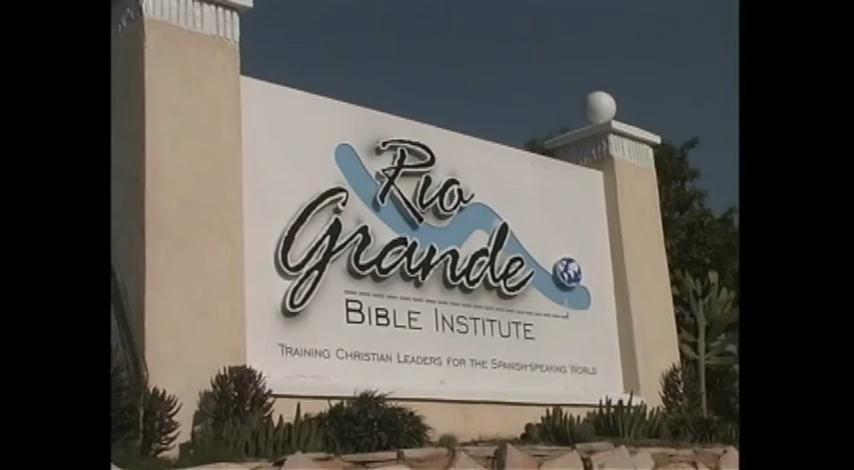 Rio
Grande
BIBLE INSTITUTE
TRAINING CHRISTIAN LEADERS FOR THE SPANISH-SPEAKING WORLD